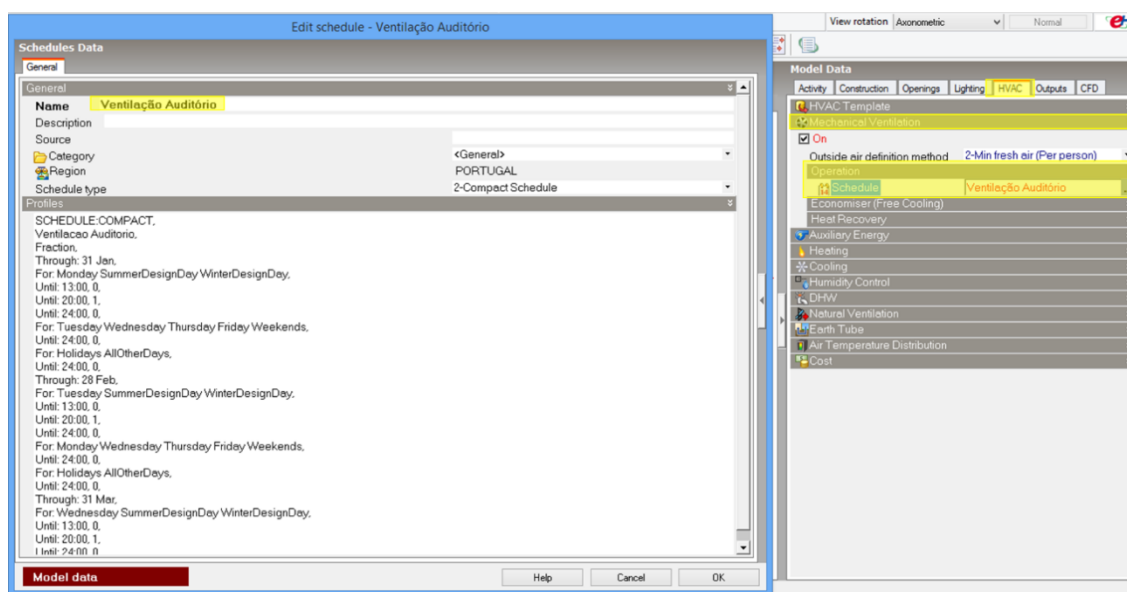 Edit schedule - Ventilação Auditório
Schedules Data
General
General
Name Ventilação Auditório
Description
Source
Category <General>
Region PORTUGAL
Schedule type 2-Compact Schedule
Profiles
SCHEDULE:COMPACT,
Ventilacao Auditorio,
Fraction,
Through: 31 Jan,
For: Monday SummerDesignDay WinterDesignDay,
Until: 13:00, 0,
Until: 20:00, 1,
Until: 24:00, 0,
For: Tuesday Wednesday Thursday Friday Weekends,
Until: 24:00, 0,
For: Holidays AllOtherDays,
Until: 24:00, 0,
Through: 28 Feb,
For: Tuesday SummerDesignDay WinterDesignDay,
Until: 13:00, 0,
Until: 20:00, 1,
Until: 24:00, 0,
For: Monday Wednesday Thursday Friday Weekends,
Until: 24:00, 0,
For: Holidays AllOtherDays,
Until: 24:00, 0,
Through: 31 Mar,
For: Wednesday SummerDesignDay WinterDesignDay,
Until: 13:00, 0,
Until: 20:00, 1,
Until: 24:00, 0
Model data
Help Cancel OK
View rotation Axonometric Normal
Model Data
Activity Construction Openings Lighting HVAC Outputs CFD
HVAC Template
Mechanical Ventilation
On
Outside air definition method 2-Min fresh air (Per person)
Operation
Schedule Ventilação Auditório
Economiser (Free Cooling)
Heat Recovery
Auxiliary Energy
Heating
Cooling
Humidity Control
DHW
Natural Ventilation
Earth Tube
Air Temperature Distribution
Cost